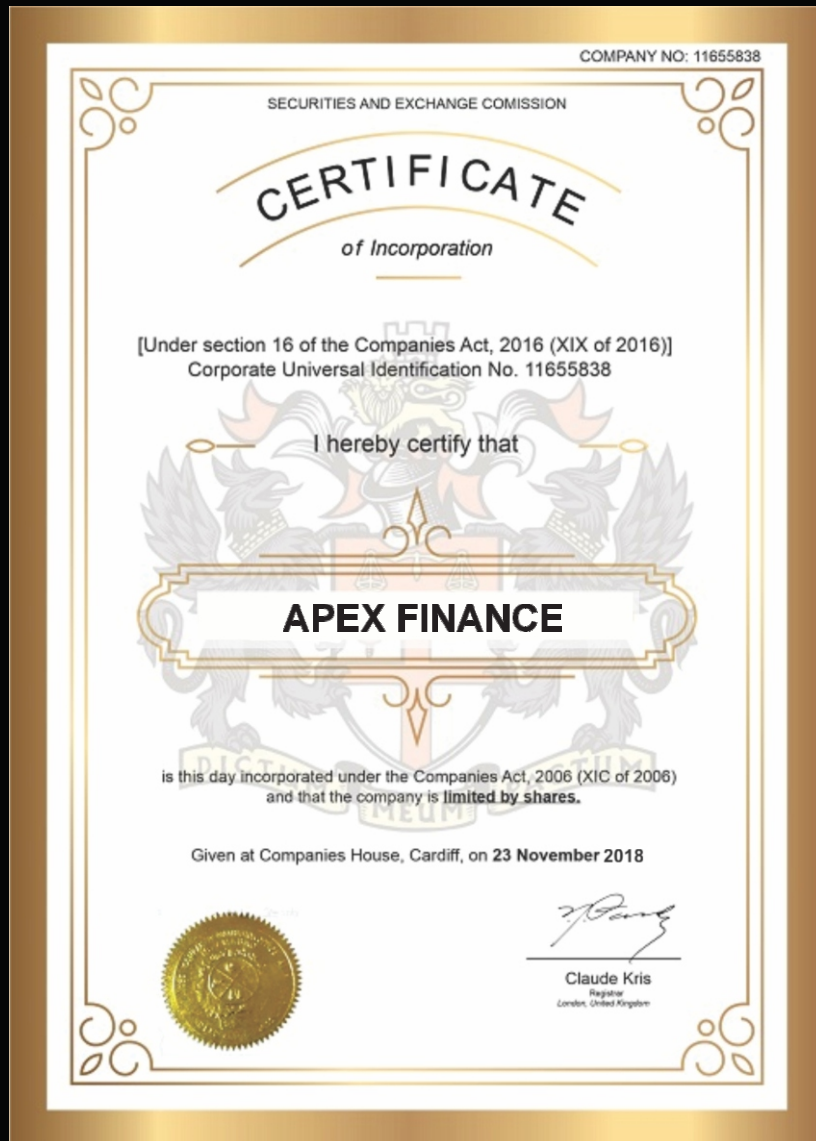 COMPANY NO: 11655838
SECURITIES AND EXCHANGE COMISSION
CERTIFICATE
of Incorporation
[Under section 16 of the Companies Act, 2016 (XIX of 2016)]
Corporate Universal Identification No. 11655838
I hereby certify that
APEX FINANCE
is this day incorporated under the Companies Act, 2006 (XIC of 2006)
and that the company is limited by shares.
DICTUM MEUM PACTUM
Given at Companies House, Cardiff, on 23 November 2018
Claude Kris
Registrar
London, United Kingdom